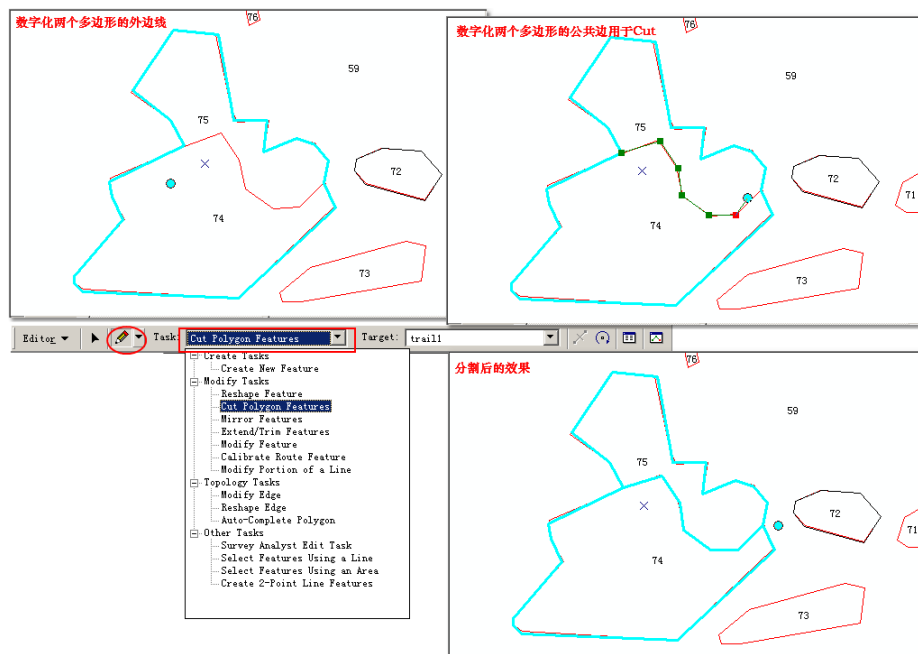 数字化两个多边形的外边线
76
59
75
72
74
73
数字化两个多边形的公共边用于Cut
76
59
75
72
71
74
73
Editor Task: Cut Polygon Features Target: trail1
Create Tasks
Create New Feature
Modify Tasks
Reshape Feature
Cut Polygon Features
Mirror Features
Extend/Trim Features
Modify Feature
Calibrate Route Feature
Modify Portion of a Line
Topology Tasks
Modify Edge
Reshape Edge
Auto-Complete Polygon
Other Tasks
Survey Analyst Edit Task
Select Features Using a Line
Select Features Using an Area
Create 2-Point Line Features
分割后的效果
76
59
75
72
71
74
73